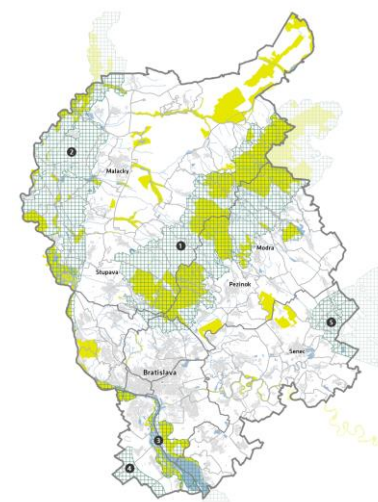 2
Malacky
1
Modra
Stupava
Pezinok
5
Senec
Bratislava
3
4